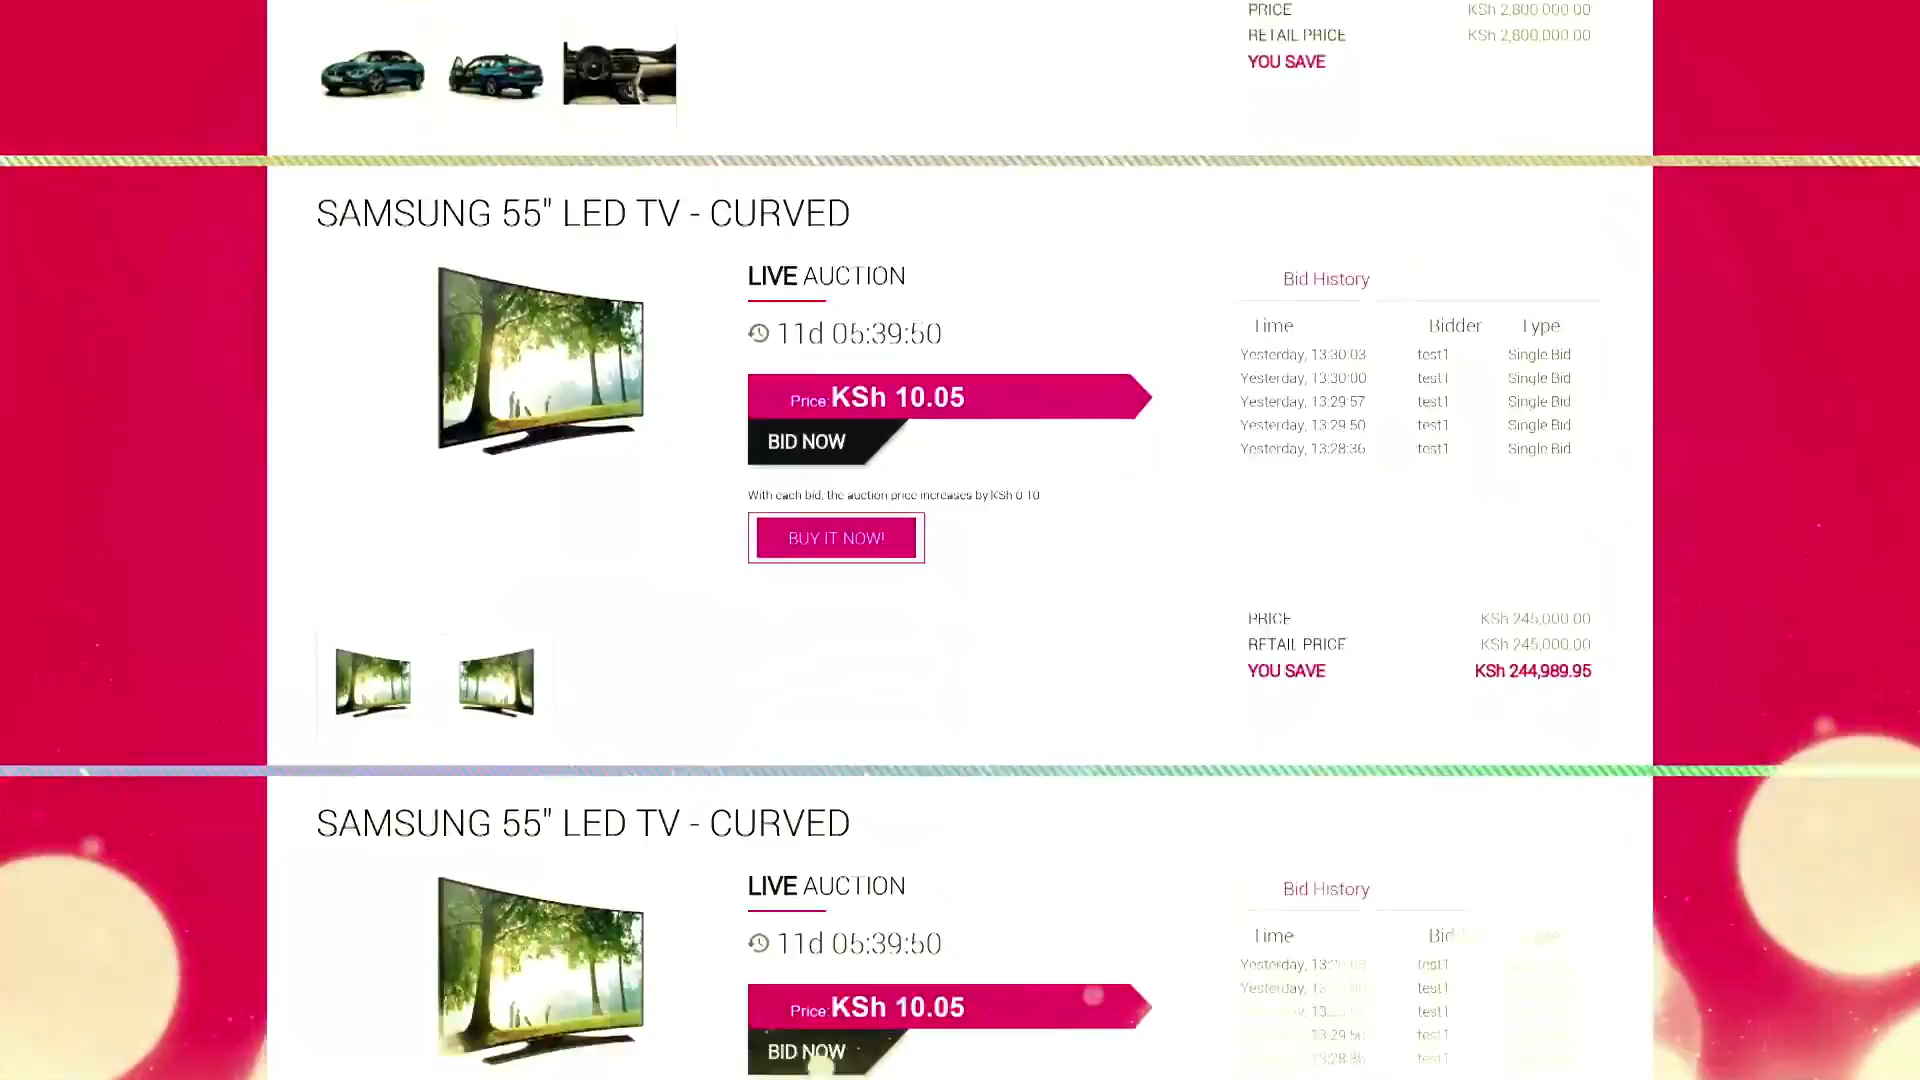 PRICE KSh 2,800,000.00
RETAIL PRICE KSh 2,800,000.00
YOU SAVE
SAMSUNG 55" LED TV - CURVED
LIVE AUCTION
11d 05:39:50
Price: KSh 10.05
BID NOW
With each bid, the auction price increases by KSh 0.10
BUY IT NOW!
Bid History
Time Bidder Type
Yesterday, 13:30:03 test1 Single Bid
Yesterday, 13:30:00 test1 Single Bid
Yesterday, 13:29:57 test1 Single Bid
Yesterday, 13:29:50 test1 Single Bid
Yesterday, 13:28:36 test1 Single Bid
PRICE KSh 245,000.00
RETAIL PRICE KSh 245,000.00
YOU SAVE KSh 244,989.95
SAMSUNG 55" LED TV - CURVED
LIVE AUCTION
11d 05:39:50
Price: KSh 10.05
BID NOW
Bid History
Time
Yesterday, test1
Yesterday, test1
test1
13:29:50 test1
13:28:36 test1